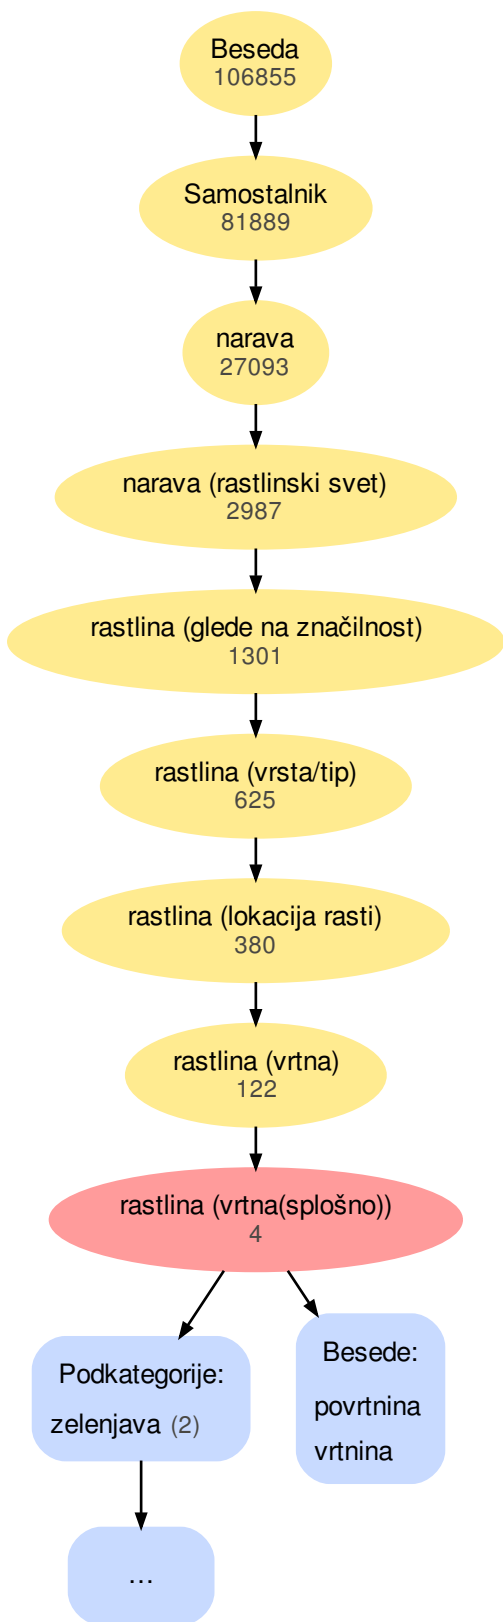 Beseda
106855
Samostalnik
81889
narava
27093
narava (rastlinski svet)
2987
rastlina (glede na značilnost)
1301
rastlina (vrsta/tip)
625
rastlina (lokacija rasti)
380
rastlina (vrtna)
122
rastlina (vrtna(splošno))
4
Podkategorije:
zelenjava (2)
Besede:
povrtnina
vrtnina
...